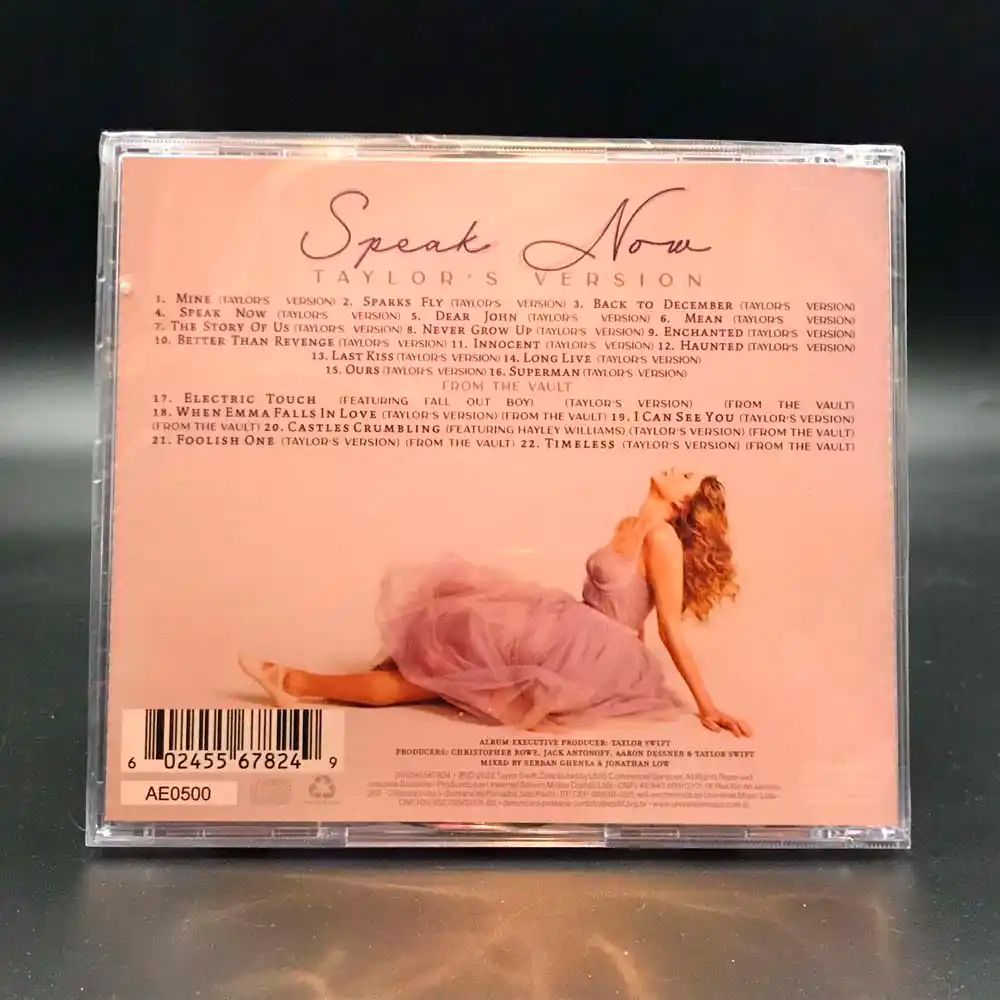 Speak Now
TAYLOR'S VERSION
1. MINE (TAYLOR'S VERSION) 2. SPARKS FLY (TAYLOR'S VERSION) 3. BACK TO DECEMBER (TAYLOR'S VERSION)
4. SPEAK NOW (TAYLOR'S VERSION) 5. DEAR JOHN (TAYLOR'S VERSION) 6. MEAN (TAYLOR'S VERSION)
7. THE STORY OF US (TAYLOR'S VERSION) 8. NEVER GROW UP (TAYLOR'S VERSION) 9. ENCHANTED (TAYLOR'S VERSION)
10. BETTER THAN REVENGE (TAYLOR'S VERSION) 11. INNOCENT (TAYLOR'S VERSION) 12. HAUNTED (TAYLOR'S VERSION)
13. LAST KISS (TAYLOR'S VERSION) 14. LONG LIVE (TAYLOR'S VERSION)
15. OURS (TAYLOR'S VERSION) 16. SUPERMAN (TAYLOR'S VERSION)
FROM THE VAULT
17. ELECTRIC TOUCH (FEATURING FALL OUT BOY) (TAYLOR'S VERSION) (FROM THE VAULT)
18. WHEN EMMA FALLS IN LOVE (TAYLOR'S VERSION) (FROM THE VAULT) 19. I CAN SEE YOU (TAYLOR'S VERSION)
(FROM THE VAULT) 20. CASTLES CRUMBLING (FEATURING HAYLEY WILLIAMS) (TAYLOR'S VERSION) (FROM THE VAULT)
21. FOOLISH ONE (TAYLOR'S VERSION) (FROM THE VAULT) 22. TIMELESS (TAYLOR'S VERSION) (FROM THE VAULT)
ALBUM EXECUTIVE PRODUCER: TAYLOR SWIFT
PRODUCERS: CHRISTOPHER ROWE, JACK ANTONOFF, AARON DESSNER & TAYLOR SWIFT
MIXED BY SERBAN GHENEA & JONATHAN LOW
6 02455 67824 9
AE0500
Taylor Swift. Distributed by All Rights Reserved